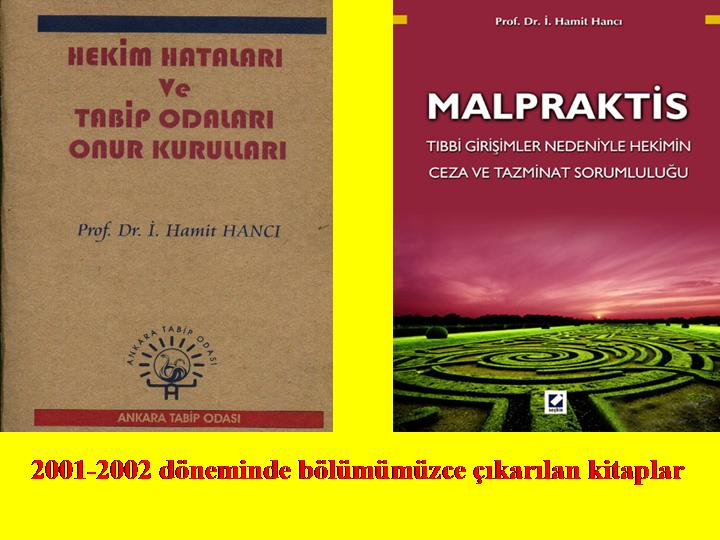 HEKİM HATALARI
Ve
TABİP ODALARI
ONUR KURULLARI
Prof. Dr. İ. Hamit HANCI
ANKARA TABİP ODASI
ANKARA TABİP ODASI
Prof. Dr. İ. Hamit Hancı
MALPRAKTİS
TIBBİ GİRİŞİMLER NEDENİYLE HEKİMİN
CEZA VE TAZMİNAT SORUMLULUĞU
seçkin
2001-2002 döneminde bölümümüzce çıkarılan kitaplar